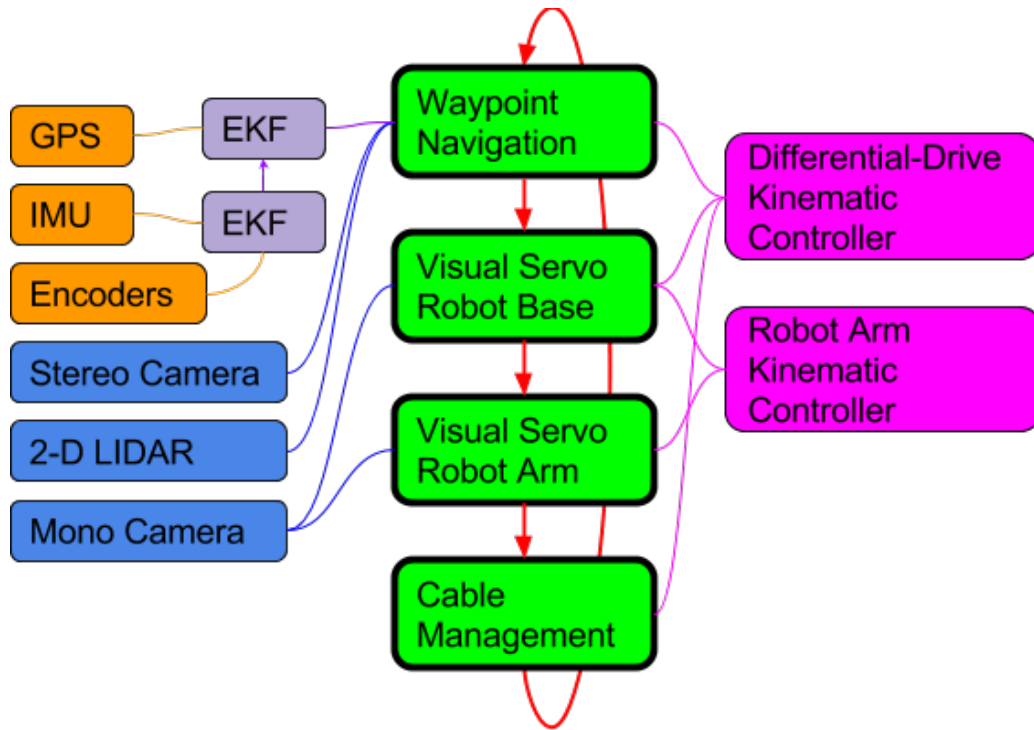 GPS
EKF
IMU
EKF
Encoders
Stereo Camera
2-D LIDAR
Mono Camera
Waypoint
Navigation
Visual Servo
Robot Base
Visual Servo
Robot Arm
Cable
Management
Differential-Drive
Kinematic
Controller
Robot Arm
Kinematic
Controller